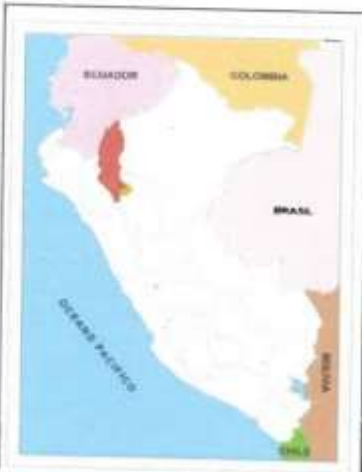 ECUADOR
COLOMBIA
BRASIL
OCEANO PACIFICO
BOLIVIA
CHILE